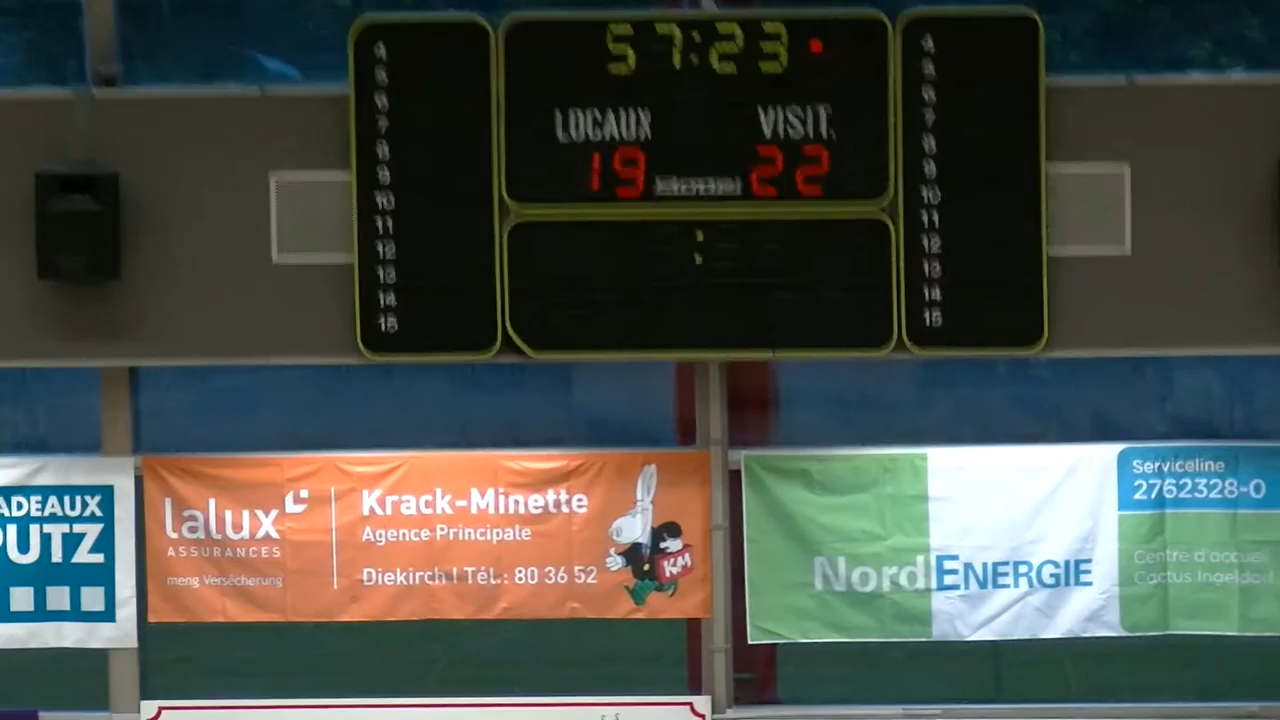 57:23
LOCAUX VISIT.
19 22
4
5
6
7
8
9
10
11
12
13
14
15
4
5
6
7
8
9
10
11
12
13
14
15
ADEAUX
PUTZ
lalux
ASSURANCES
meng Versécherung
Krack-Minette
Agence Principale
Diekirch | Tél.: 80 36 52
KM
NordENERGIE
Serviceline
2762328-0
Centre d'accueil
Cactus Ingeldorf